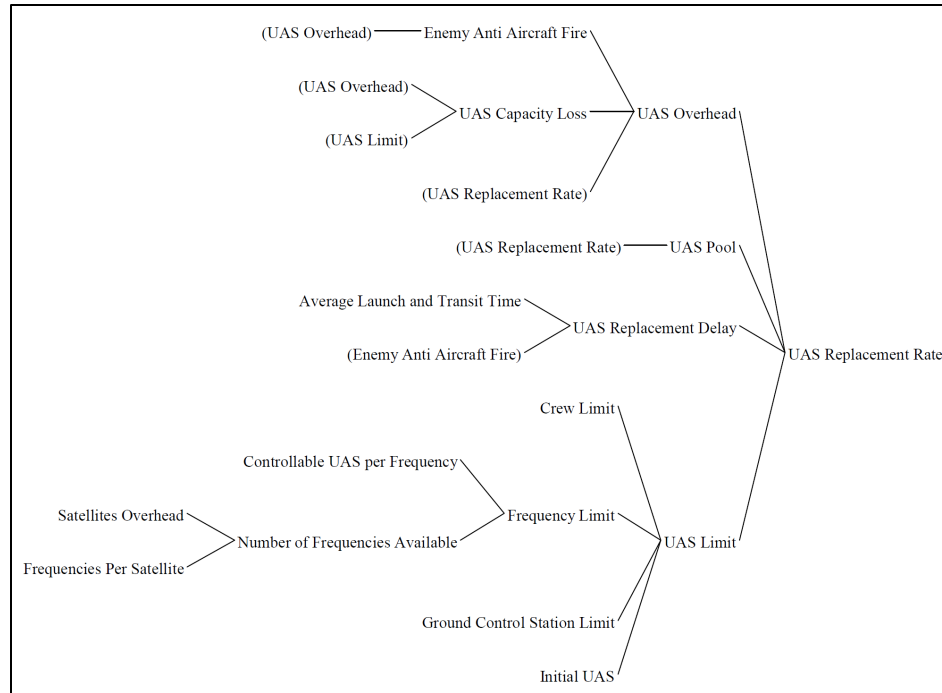 (UAS Overhead)
Enemy Anti Aircraft Fire
(UAS Overhead)
UAS Capacity Loss
UAS Overhead
(UAS Limit)
(UAS Replacement Rate)
(UAS Replacement Rate)
UAS Pool
Average Launch and Transit Time
UAS Replacement Delay
(Enemy Anti Aircraft Fire)
UAS Replacement Rate
Crew Limit
Controllable UAS per Frequency
Satellites Overhead
Frequency Limit
Number of Frequencies Available
UAS Limit
Frequencies Per Satellite
Ground Control Station Limit
Initial UAS